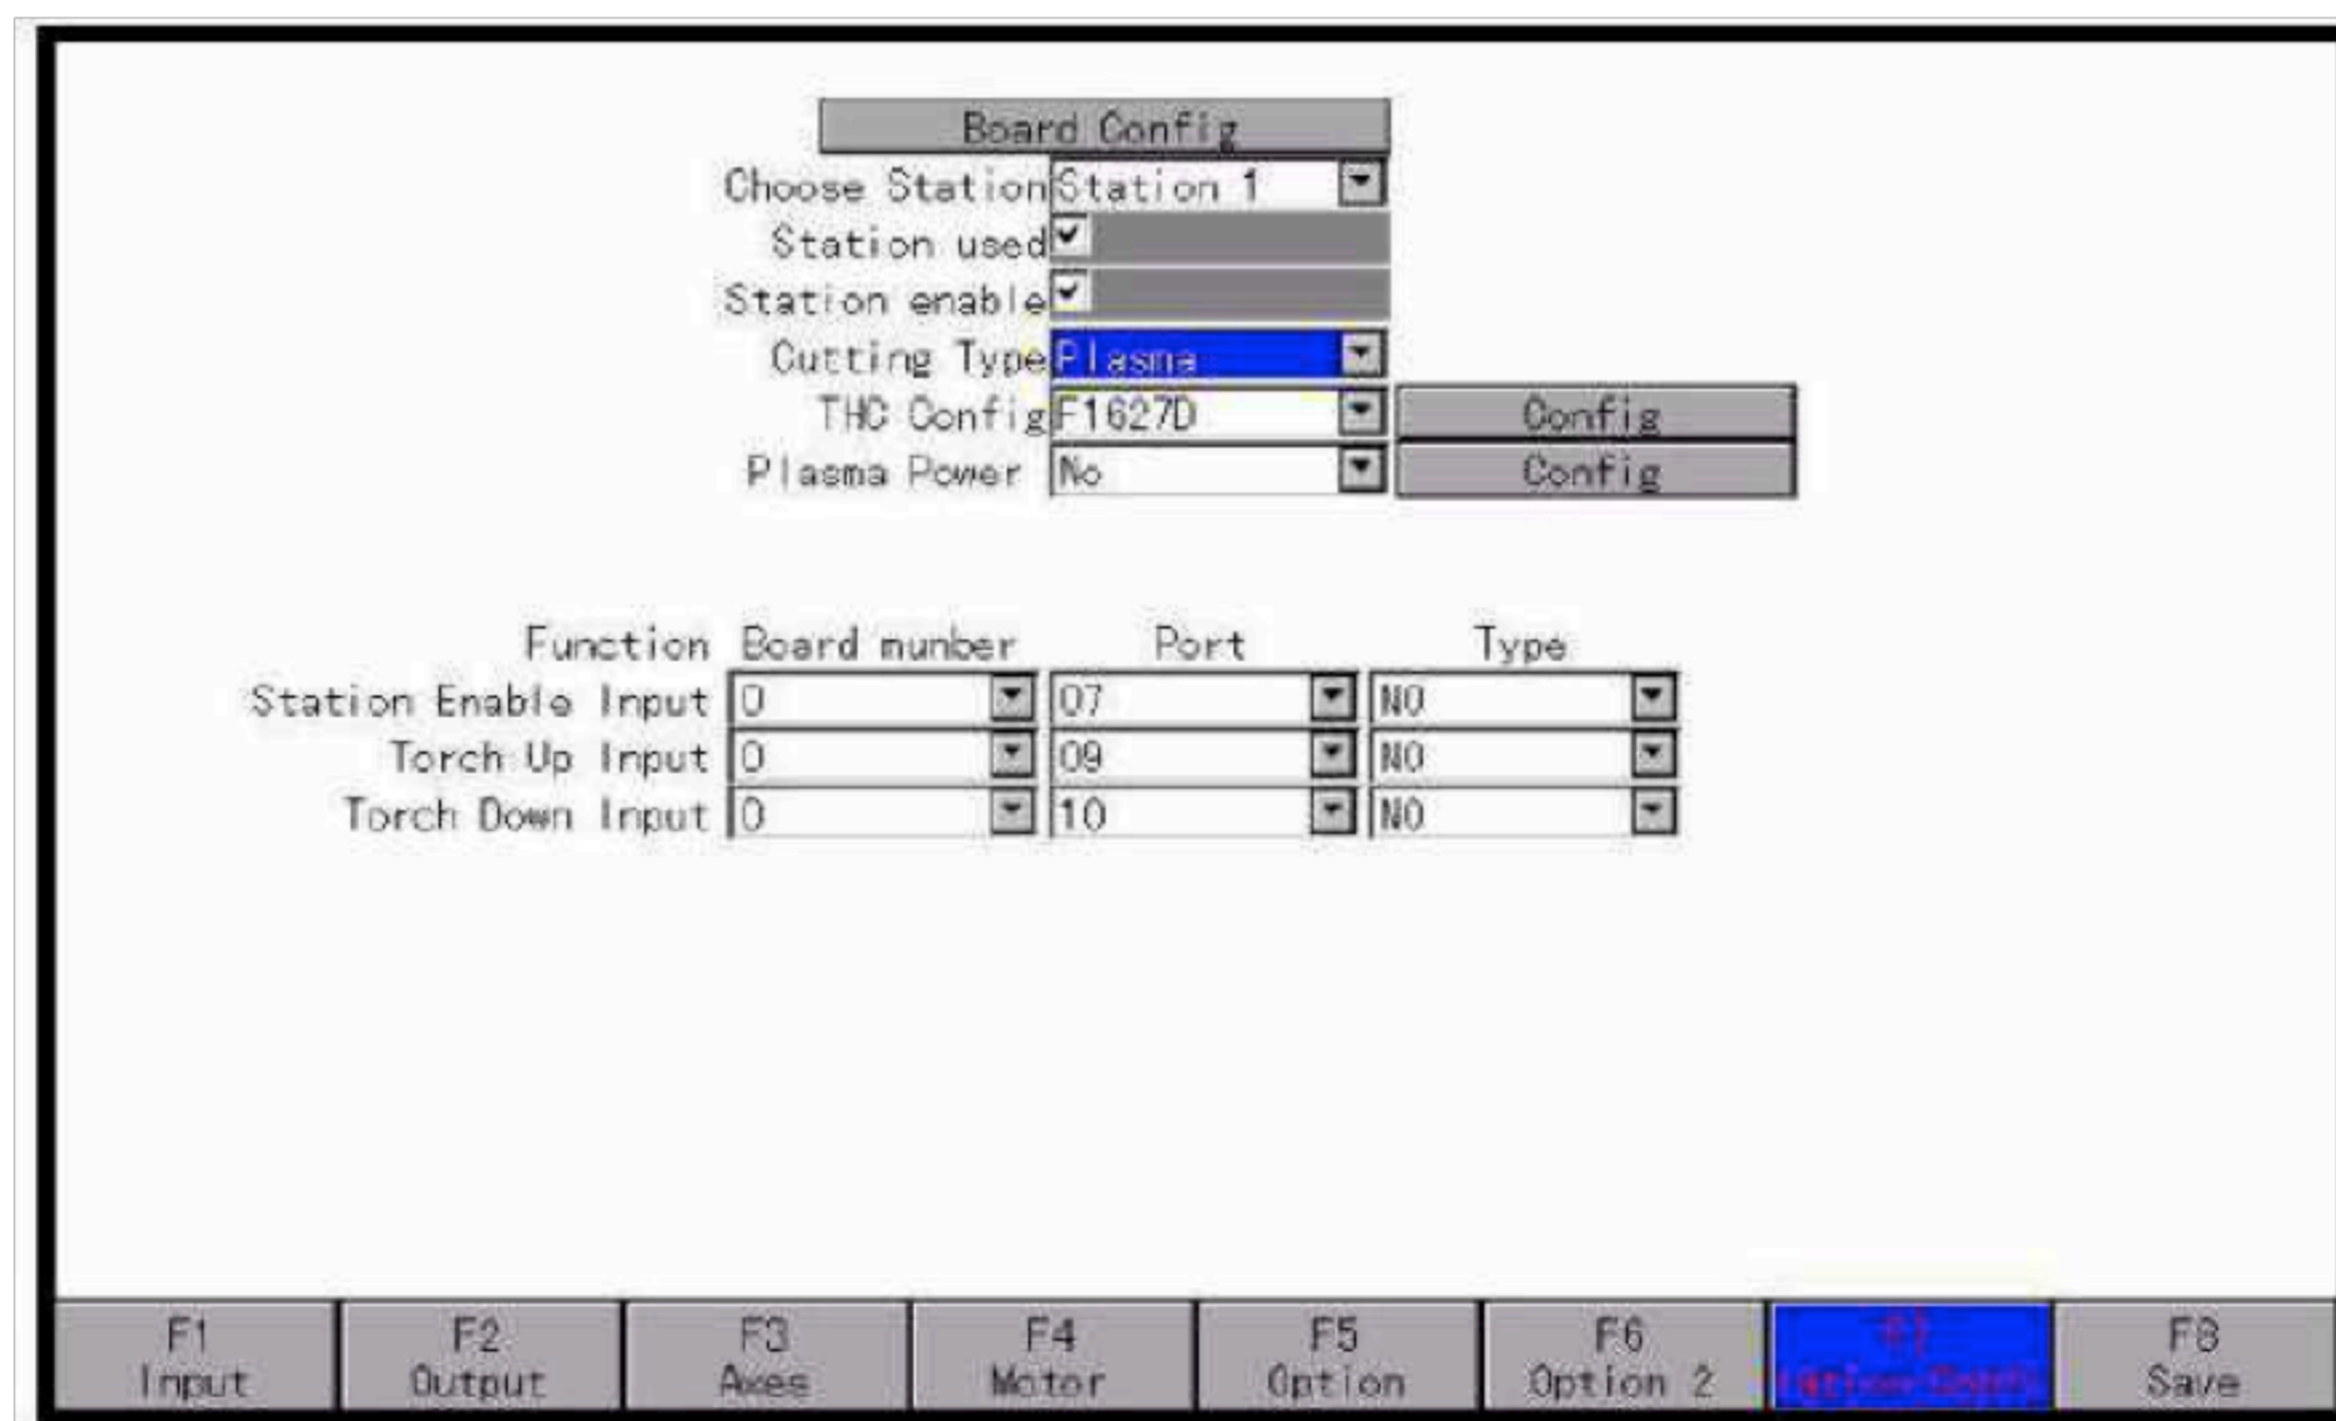 Board Config
Choose Station Station 1
Station used
Station enable
Cutting Type Plasma
THC Config F1627D Config
Plasma Power No Config
Function Board munber Port Type
Station Enable Input 0 07 NO
Torch Up Input 0 09 NO
Torch Down Input 0 10 NO
F1 F2 F3 F4 F5 F6 F7 F8
Input Output Axes Motor Option Option 2 Save